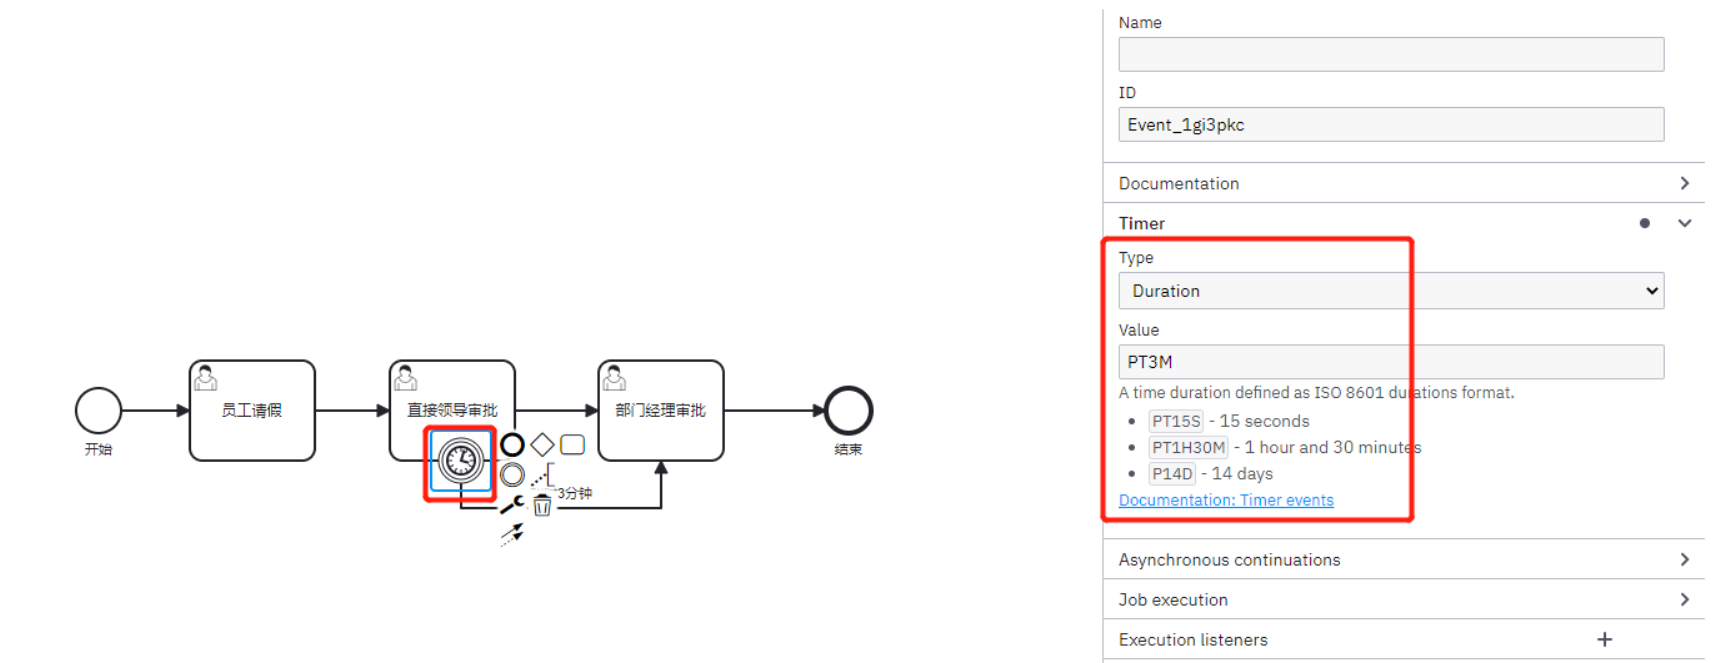 Name
ID
Event_1gi3pkc
Documentation
Timer
Type
Duration
Value
PT3M
A time duration defined as ISO 8601 durations format.
PT15S - 15 seconds
PT1H30M - 1 hour and 30 minutes
P14D - 14 days
Documentation: Timer events
Asynchronous continuations
Job execution
Execution listeners
开始
员工请假
直接领导审批
部门经理审批
结束
3分钟